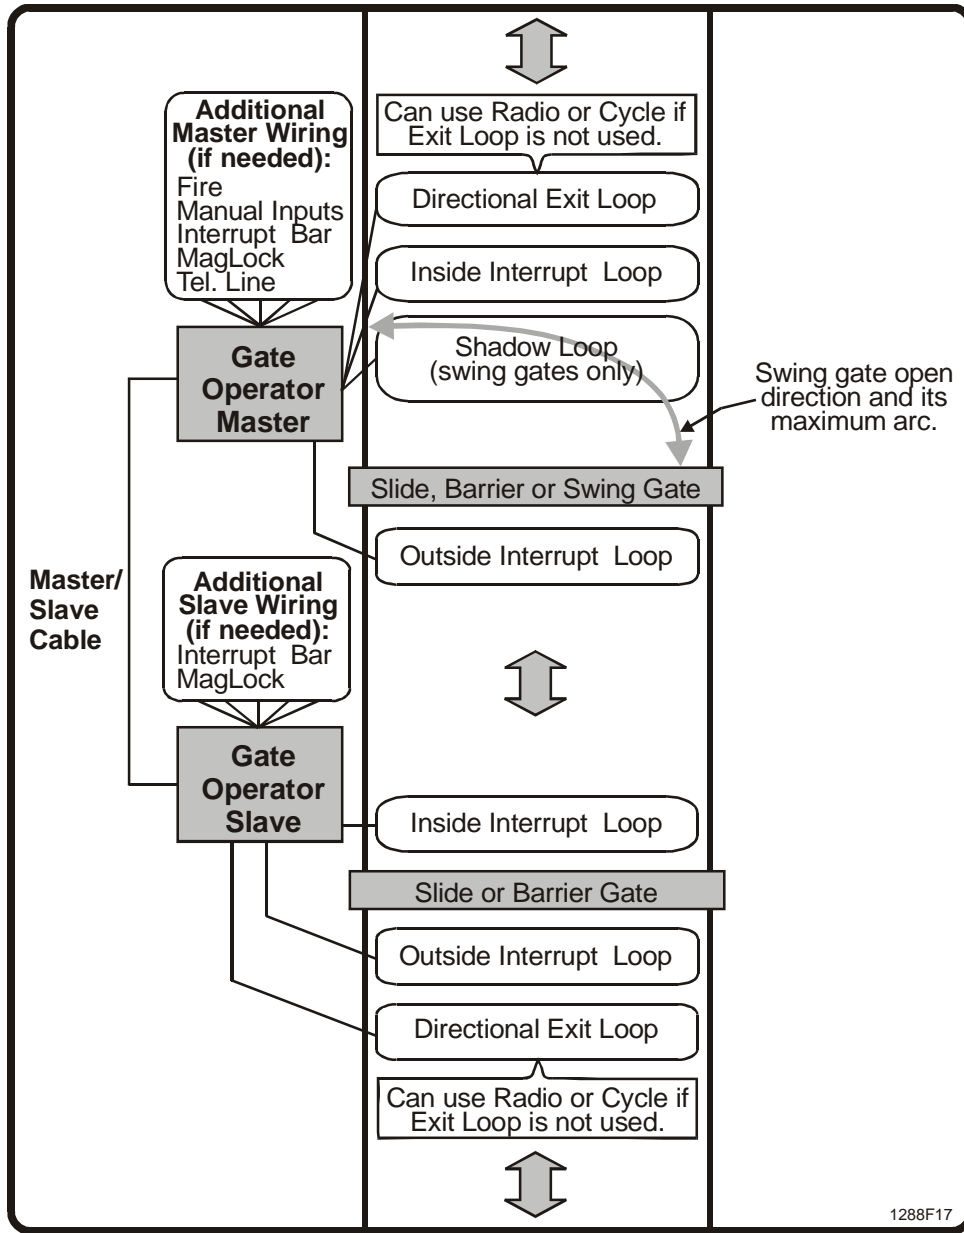 Can use Radio or Cycle if
Exit Loop is not used.
Additional
Master Wiring
(if needed):
Fire
Manual Inputs
Interrupt Bar
MagLock
Tel. Line
Directional Exit Loop
Inside Interrupt Loop
Shadow Loop
(swing gates only)
Gate
Operator
Master
Swing gate open
direction and its
maximum arc.
Slide, Barrier or Swing Gate
Outside Interrupt Loop
Master/
Slave
Cable
Additional
Slave Wiring
(if needed):
Interrupt Bar
MagLock
Gate
Operator
Slave
Inside Interrupt Loop
Slide or Barrier Gate
Outside Interrupt Loop
Directional Exit Loop
Can use Radio or Cycle if
Exit Loop is not used.
1288F17